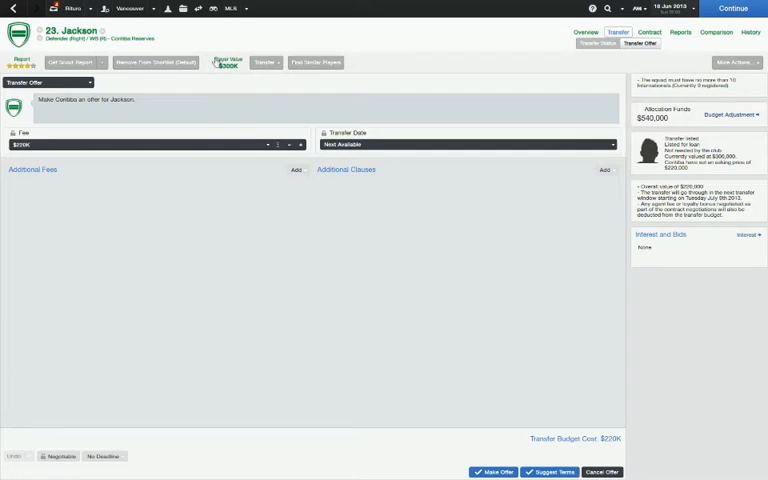 Rituro
Vancouver
MLS
AM
18 Jun 2013
Continue
23. Jackson
Defender (Right) / WB (R) - Coritiba Reserves
Overview
Transfer
Contract
Reports
Comparison
History
Transfer Status
Transfer Offer
Report
Get Scout Report
Remove From Shortlist (Default)
Player Value
$300K
Transfer
Find Similar Players
More Actions...
Transfer Offer
Make Coritiba an offer for Jackson.
Fee
$220K
Transfer Date
Next Available
Additional Fees
Add
Additional Clauses
Add
- The squad must have no more than 10
Internationals (Currently 9 registered)
Allocation Funds
$540,000
Budget Adjustment
Transfer listed
Listed for loan
Not needed by the club
Currently valued at $300,000
Coritiba have set an asking price of
$220,000
- Overall value of $220,000
- The transfer will go through in the next transfer
window starting on Tuesday July 9th 2013.
- Any agent fee or loyalty bonus negotiated as
part of the contract negotiations will also be
deducted from the transfer budget.
Interest and Bids
Interest
None
Transfer Budget Cost: $220K
Undo
Negotiable
No Deadline
Make Offer
Suggest Terms
Cancel Offer